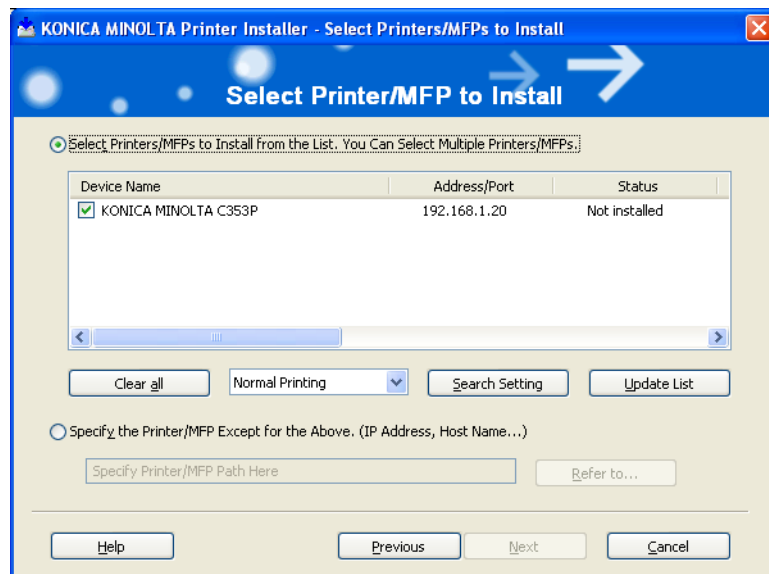 KONICA MINOLTA Printer Installer - Select Printers/MFPs to Install
Select Printer/MFP to Install
Select Printers/MFPs to Install from the List. You Can Select Multiple Printers/MFPs.
Device Name Address/Port Status
KONICA MINOLTA C353P 192.168.1.20 Not installed
Clear all Normal Printing Search Setting Update List
Specify the Printer/MFP Except for the Above. (IP Address, Host Name...)
Specify Printer/MFP Path Here Refer to...
Help Previous Next Cancel